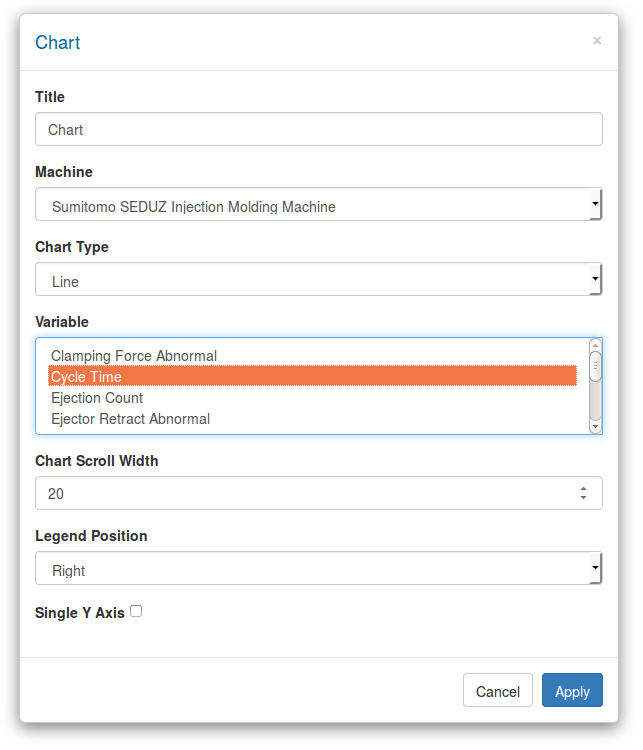 Chart
×
Title
Chart
Machine
Sumitomo SEDUZ Injection Molding Machine
Chart Type
Line
Variable
Clamping Force Abnormal
Cycle Time
Ejection Count
Ejector Retract Abnormal
Chart Scroll Width
20
Legend Position
Right
Single Y Axis
Cancel Apply